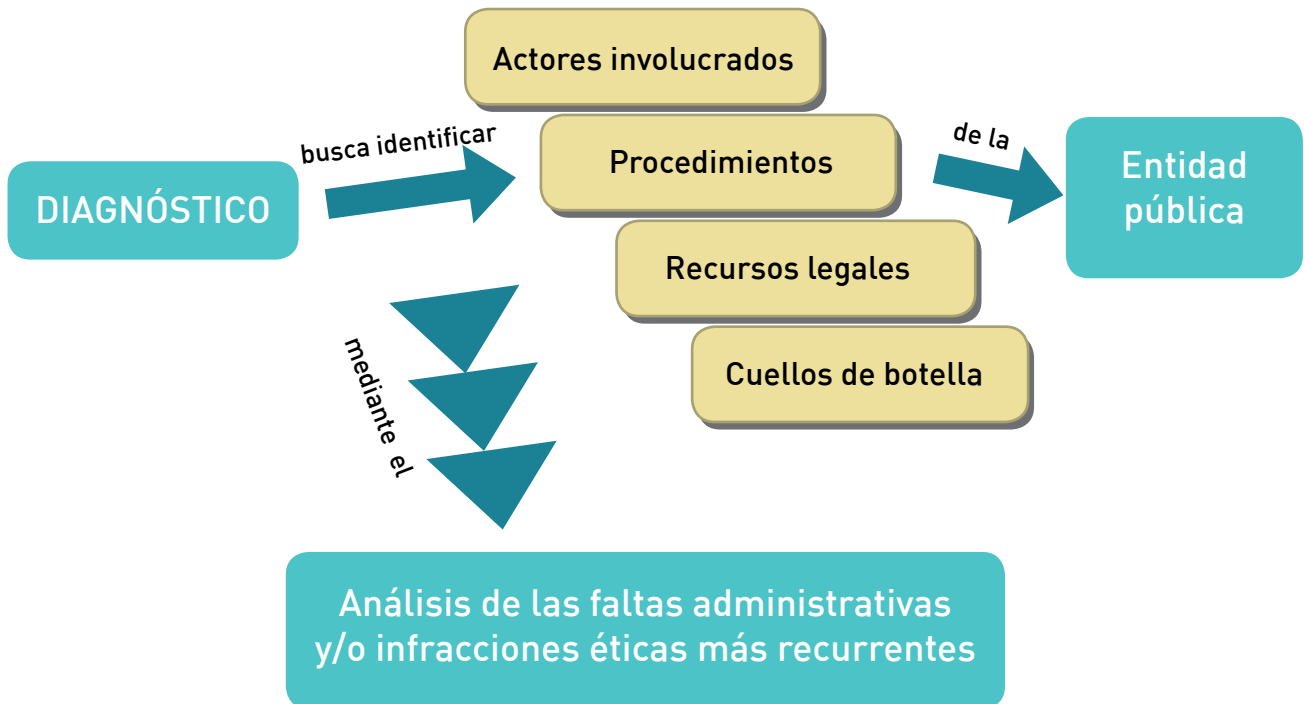 DIAGNÓSTICO
busca identificar
Actores involucrados
Procedimientos
Recursos legales
Cuellos de botella
de la
Entidad
pública
mediante el
Análisis de las faltas administrativas
y/o infracciones éticas más recurrentes